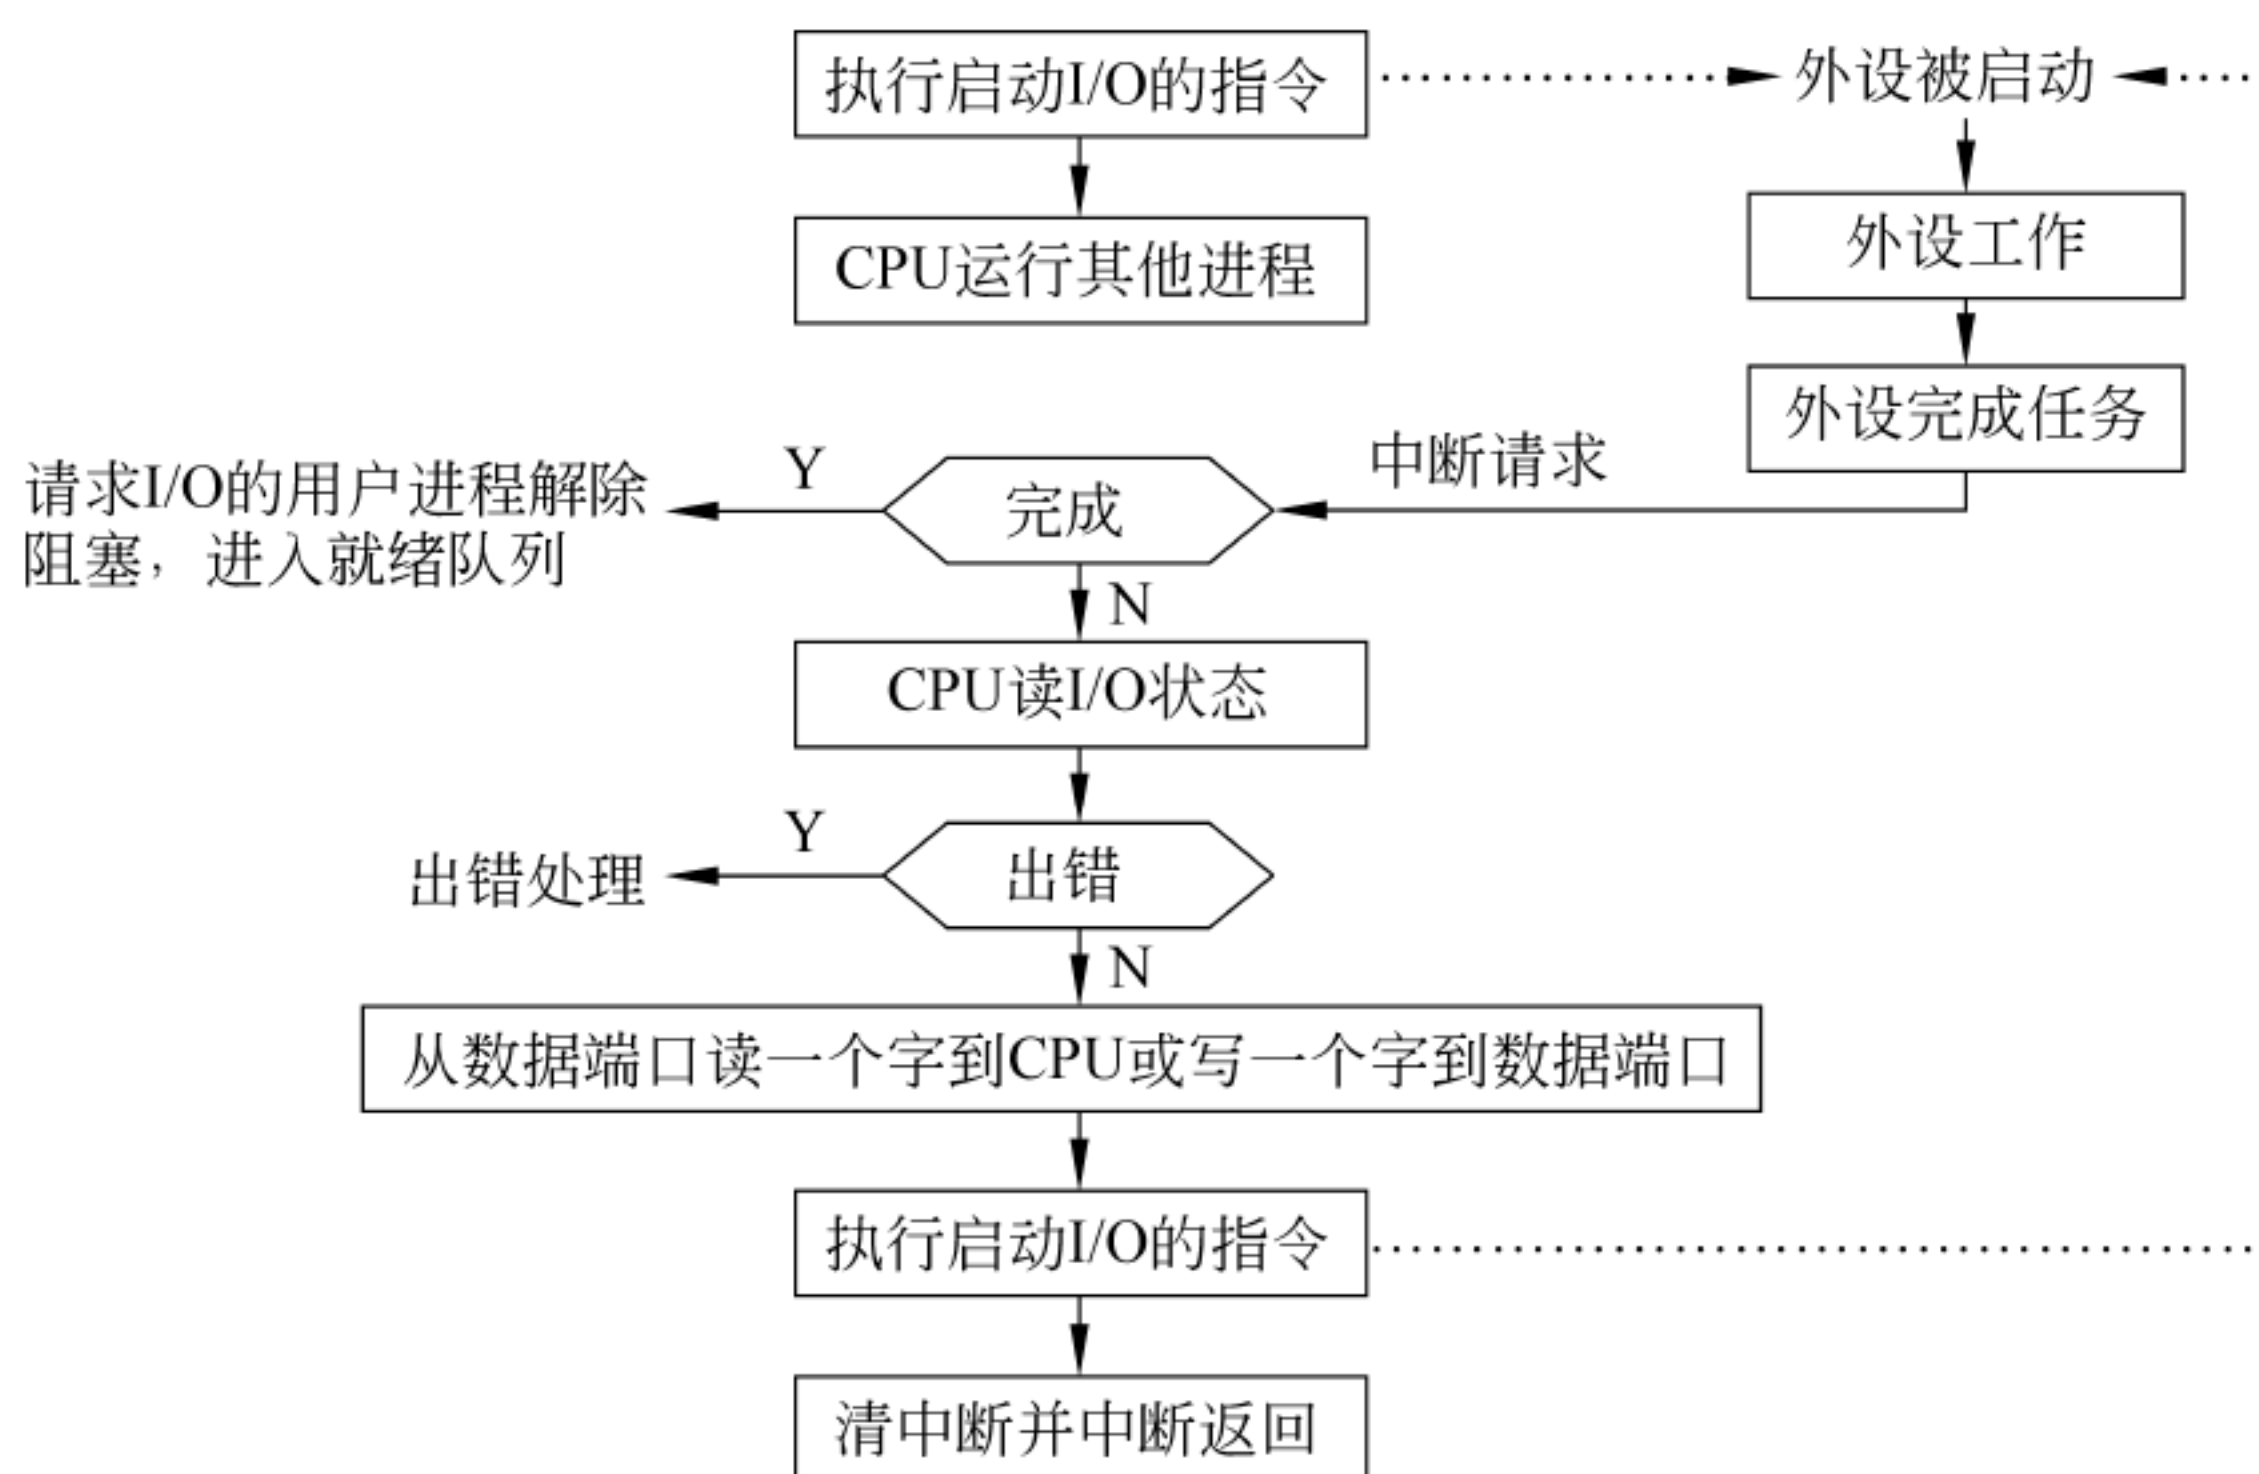 执行启动I/O的指令
外设被启动
CPU运行其他进程
外设工作
外设完成任务
中断请求
Y
完成
请求I/O的用户进程解除
阻塞，进入就绪队列
N
CPU读I/O状态
Y
出错
出错处理
N
从数据端口读一个字到CPU或写一个字到数据端口
执行启动I/O的指令
清中断并中断返回